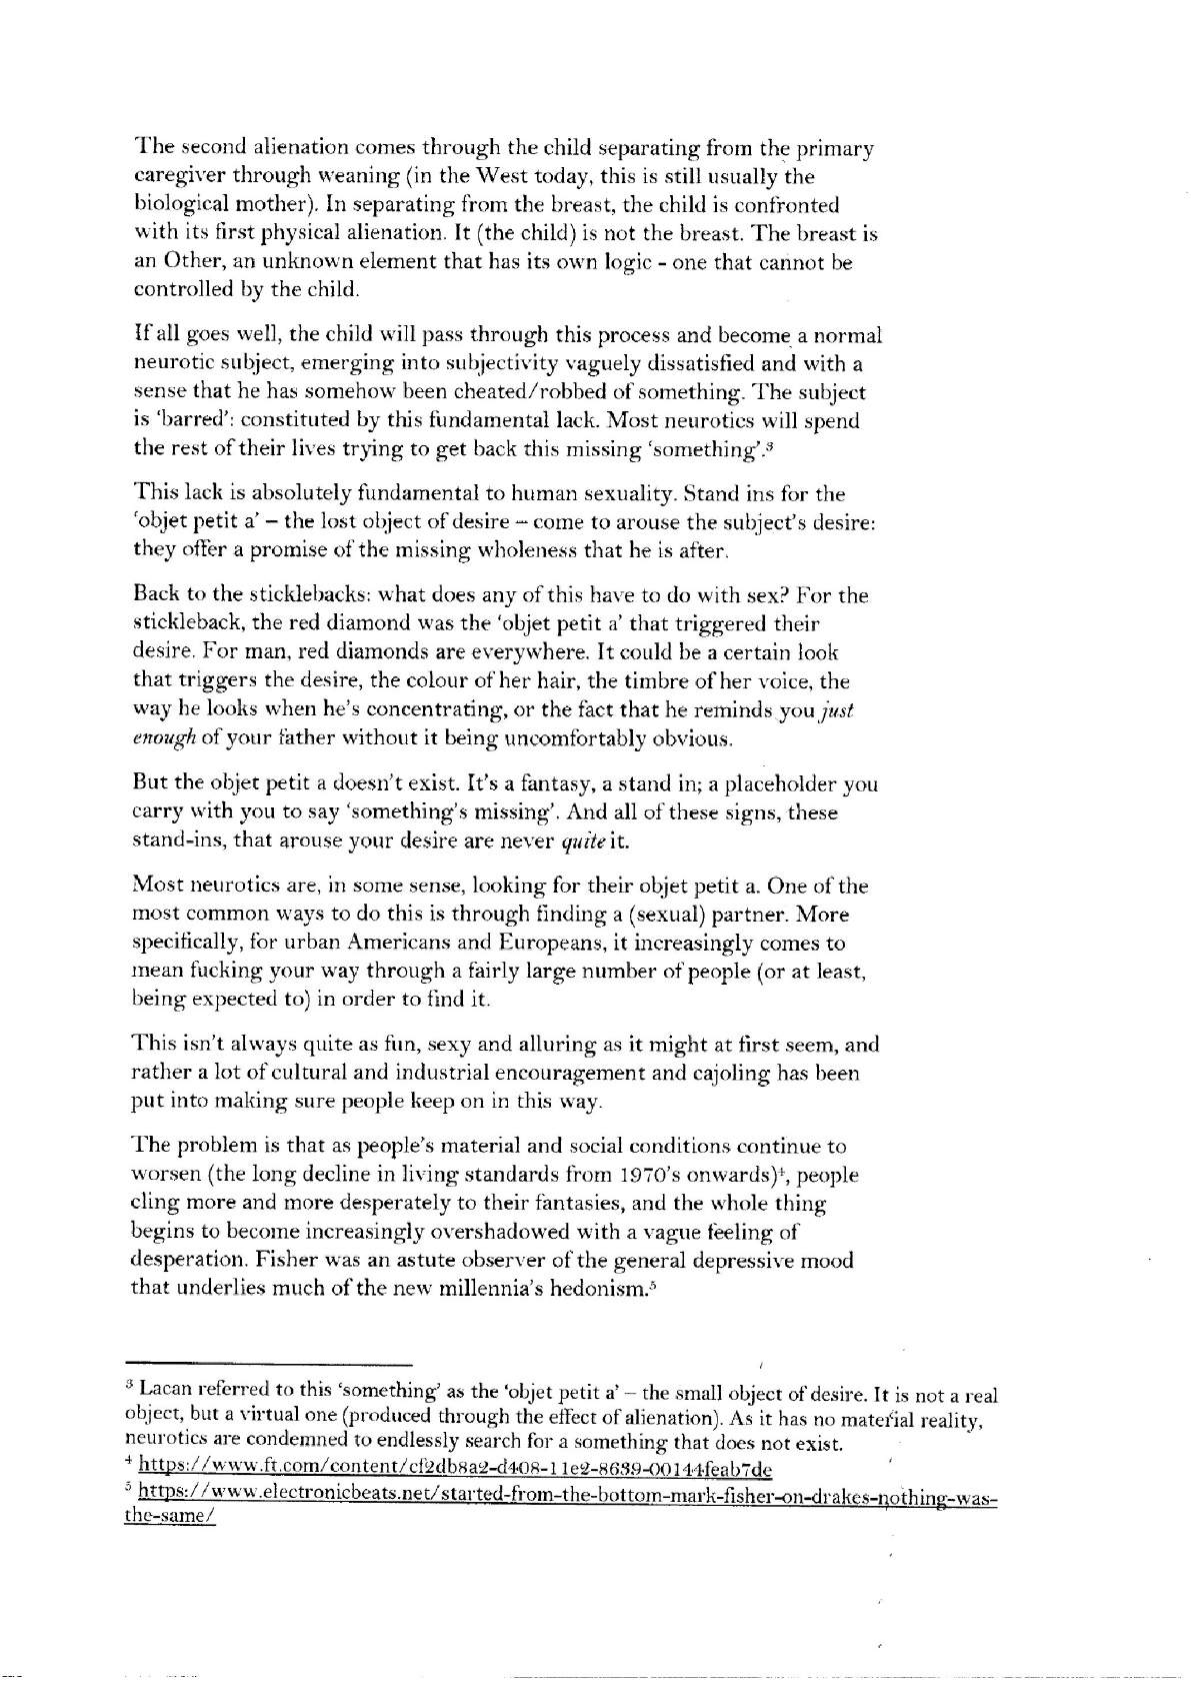 The second alienation comes through the child separating from the primary
caregiver through weaning (in the West today, this is still usually the
biological mother). In separating from the breast, the child is confronted
with its first physical alienation. It (the child) is not the breast. The breast is
an Other, an unknown element that has its own logic - one that cannot be
controlled by the child.
If all goes well, the child will pass through this process and become a normal
neurotic subject, emerging into subjectivity vaguely dissatisfied and with a
sense that he has somehow been cheated/robbed of something. The subject
is ‘barred’: constituted by this fundamental lack. Most neurotics will spend
the rest of their lives trying to get back this missing ‘something’.³
This lack is absolutely fundamental to human sexuality. Stand ins for the
‘objet petit a’ – the lost object of desire – come to arouse the subject’s desire:
they offer a promise of the missing wholeness that he is after.
Back to the sticklebacks: what does any of this have to do with sex? For the
stickleback, the red diamond was the ‘objet petit a’ that triggered their
desire. For man, red diamonds are everywhere. It could be a certain look
that triggers the desire, the colour of her hair, the timbre of her voice, the
way he looks when he’s concentrating, or the fact that he reminds you just
enough of your father without it being uncomfortably obvious.
But the objet petit a doesn’t exist. It’s a fantasy, a stand in; a placeholder you
carry with you to say ‘something’s missing’. And all of these signs, these
stand-ins, that arouse your desire are never quite it.
Most neurotics are, in some sense, looking for their objet petit a. One of the
most common ways to do this is through finding a (sexual) partner. More
specifically, for urban Americans and Europeans, it increasingly comes to
mean fucking your way through a fairly large number of people (or at least,
being expected to) in order to find it.
This isn’t always quite as fun, sexy and alluring as it might at first seem, and
rather a lot of cultural and industrial encouragement and cajoling has been
put into making sure people keep on in this way.
The problem is that as people’s material and social conditions continue to
worsen (the long decline in living standards from 1970’s onwards)⁴, people
cling more and more desperately to their fantasies, and the whole thing
begins to become increasingly overshadowed with a vague feeling of
desperation. Fisher was an astute observer of the general depressive mood
that underlies much of the new millennia’s hedonism.⁵
³ Lacan referred to this ‘something’ as the ‘objet petit a’ – the small object of desire. It is not a real
object, but a virtual one (produced through the effect of alienation). As it has no material reality,
neurotics are condemned to endlessly search for a something that does not exist.
⁴ https://www.ft.com/content/cf2db8a2-d408-11e2-8639-00144feab7de
⁵ https://www.electronicbeats.net/started-from-the-bottom-mark-fisher-on-drakes-nothing-was-
the-same/